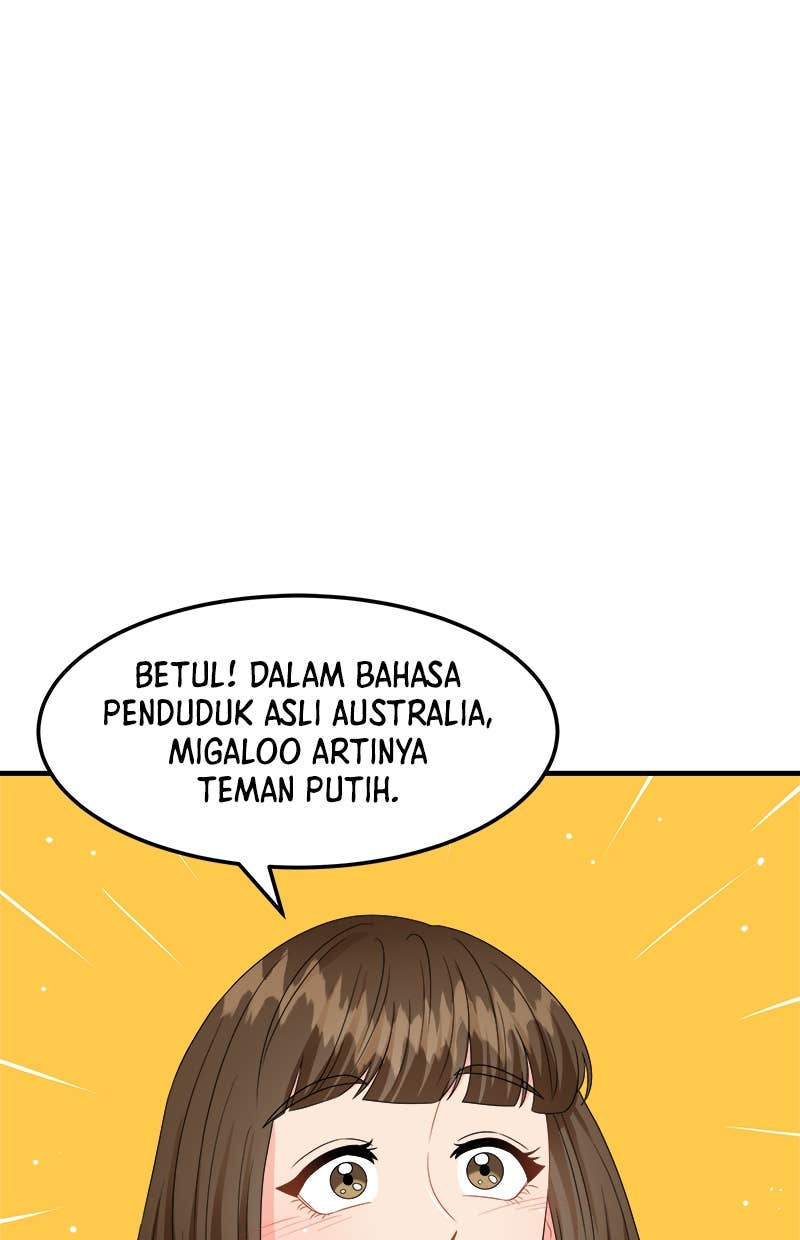 BETUL! DALAM BAHASA
PENDUDUK ASLI AUSTRALIA,
MIGALOO ARTINYA
TEMAN PUTIH.